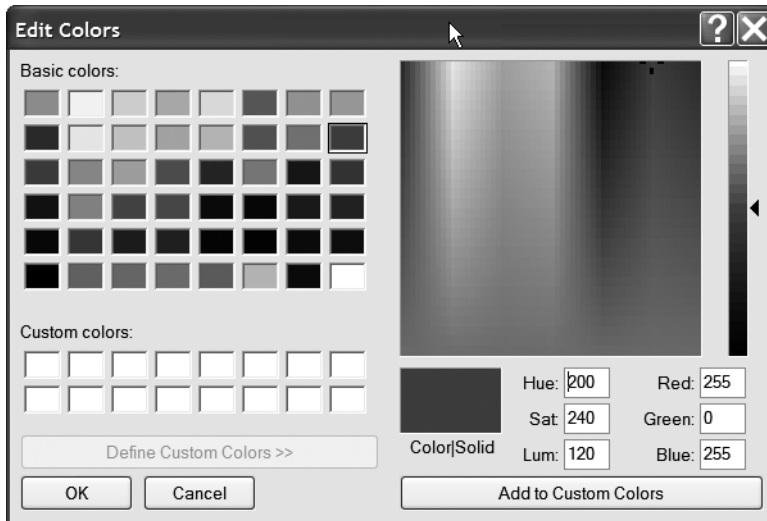 Edit Colors ?
Basic colors:
Custom colors:
Define Custom Colors >>
OK Cancel
Color|Solid
Hue: 200 Red: 255
Sat: 240 Green: 0
Lum: 120 Blue: 255
Add to Custom Colors